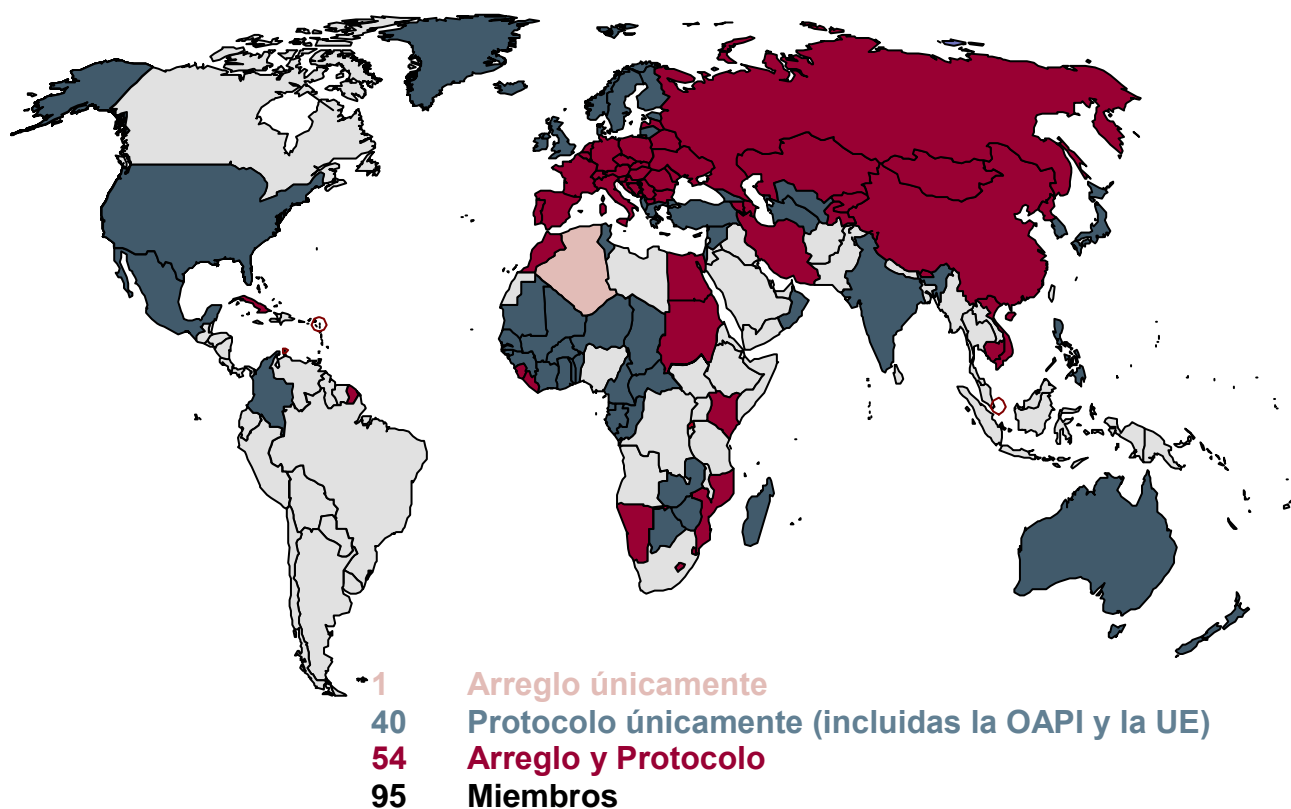 1 Arreglo únicamente
40 Protocolo únicamente (incluidas la OAPI y la UE)
54 Arreglo y Protocolo
95 Miembros